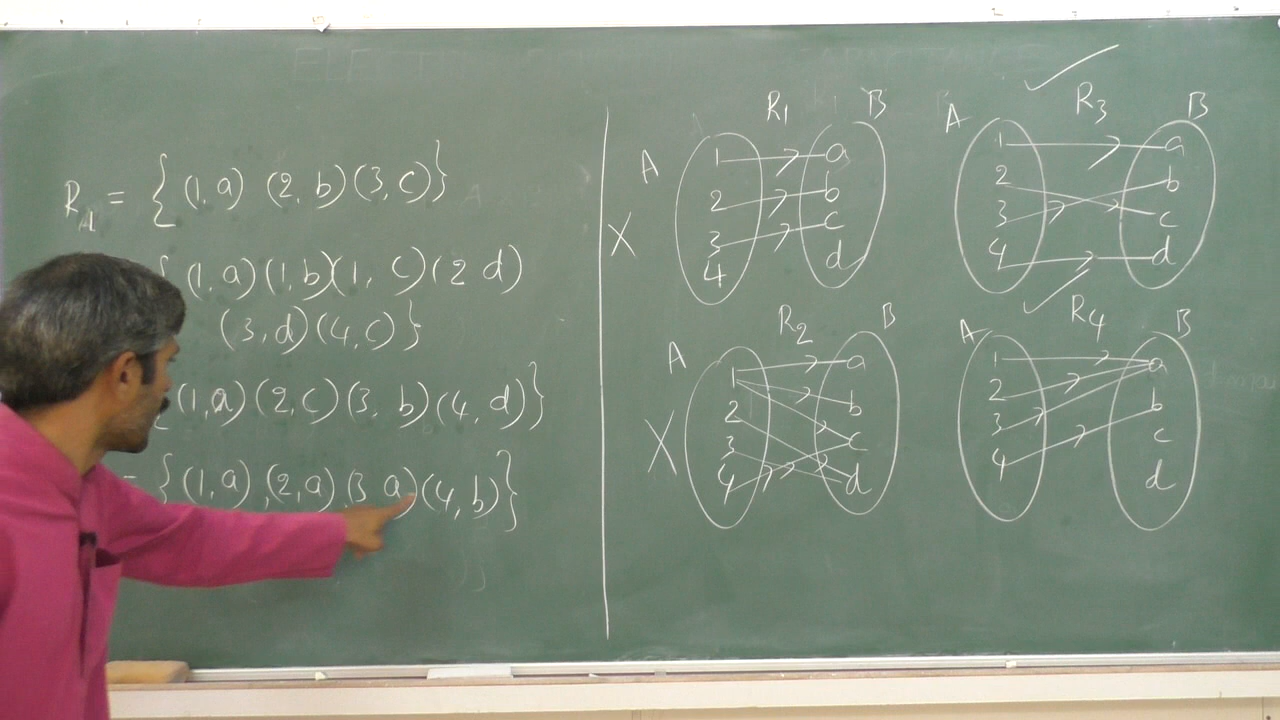 R1 = { (1, a) (2, b) (3, c) }
{ (1, a) (1, b) (1, c) (2 d)
(3, d) (4, c) }
(1, a) (2, c) (3, b) (4, d) }
= { (1, a) , (2, a) (3 a) (4, b) }
R1
A B
1 a
2 b
3 c
4 d
X
R2
A B
1 a
2 b
3 c
4 d
X
R3
A B
1 a
2 b
3 c
4 d
R4
A B
1 a
2 b
3 c
4 d